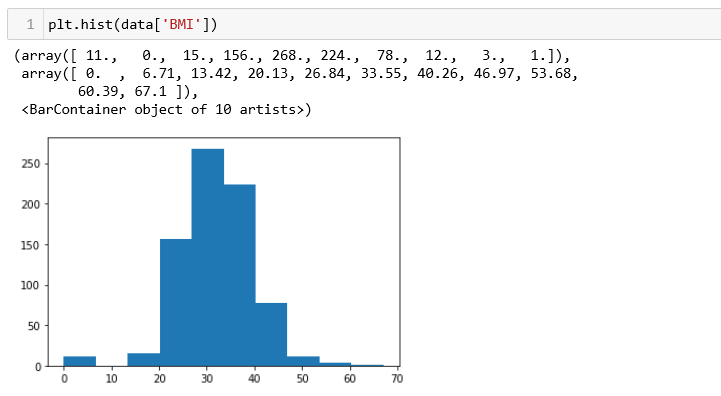 1 plt.hist(data['BMI'])
(array([ 11.,   0.,  15., 156., 268., 224.,  78.,  12.,   3.,   1.]),
 array([ 0.  ,  6.71, 13.42, 20.13, 26.84, 33.55, 40.26, 46.97, 53.68,
        60.39, 67.1 ]),
 <BarContainer object of 10 artists>)
250
200
150
100
50
0
0 10 20 30 40 50 60 70